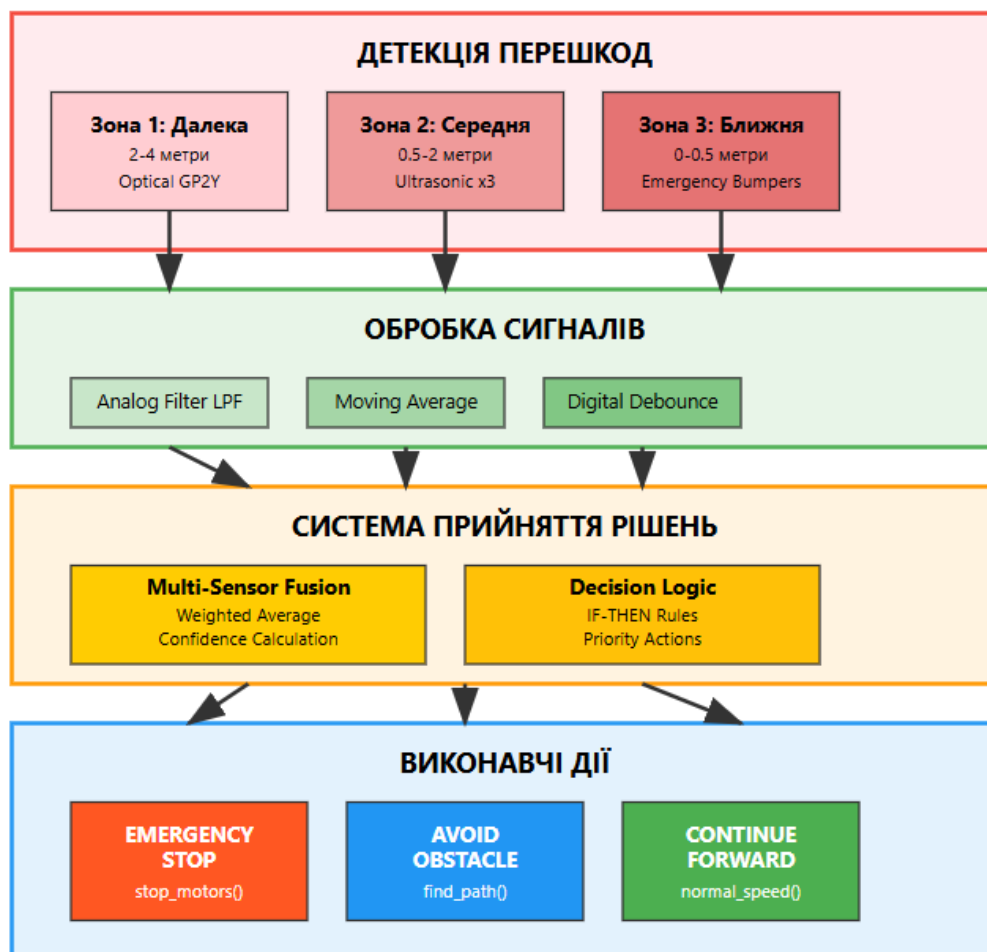 ДЕТЕКЦІЯ ПЕРЕШКОД
Зона 1: Далека
2-4 метри
Optical GP2Y
Зона 2: Середня
0.5-2 метри
Ultrasonic x3
Зона 3: Ближня
0-0.5 метри
Emergency Bumpers
ОБРОБКА СИГНАЛІВ
Analog Filter LPF
Moving Average
Digital Debounce
СИСТЕМА ПРИЙНЯТТЯ РІШЕНЬ
Multi-Sensor Fusion
Weighted Average
Confidence Calculation
Decision Logic
IF-THEN Rules
Priority Actions
ВИКОНАВЧІ ДІЇ
EMERGENCY
STOP
stop_motors()
AVOID
OBSTACLE
find_path()
CONTINUE
FORWARD
normal_speed()